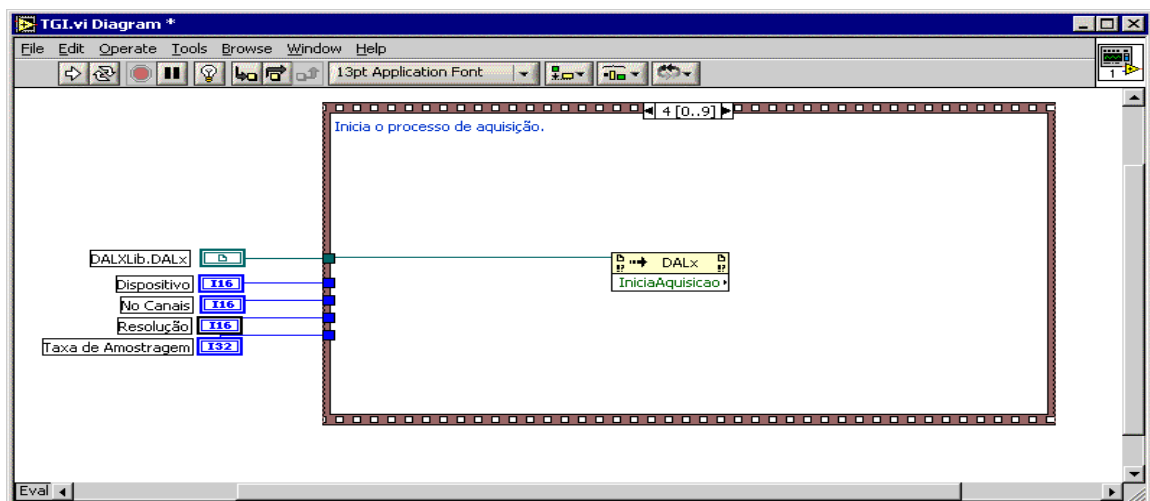 TGI.vi Diagram *
File Edit Operate Tools Browse Window Help
13pt Application Font
1
4 [0..9]
Inicia o processo de aquisição.
DALXLib.DALx
DALx
Dispositivo I16
IniciaAquisicao
No Canais I16
Resolução I16
Taxa de Amostragem I32
Eval